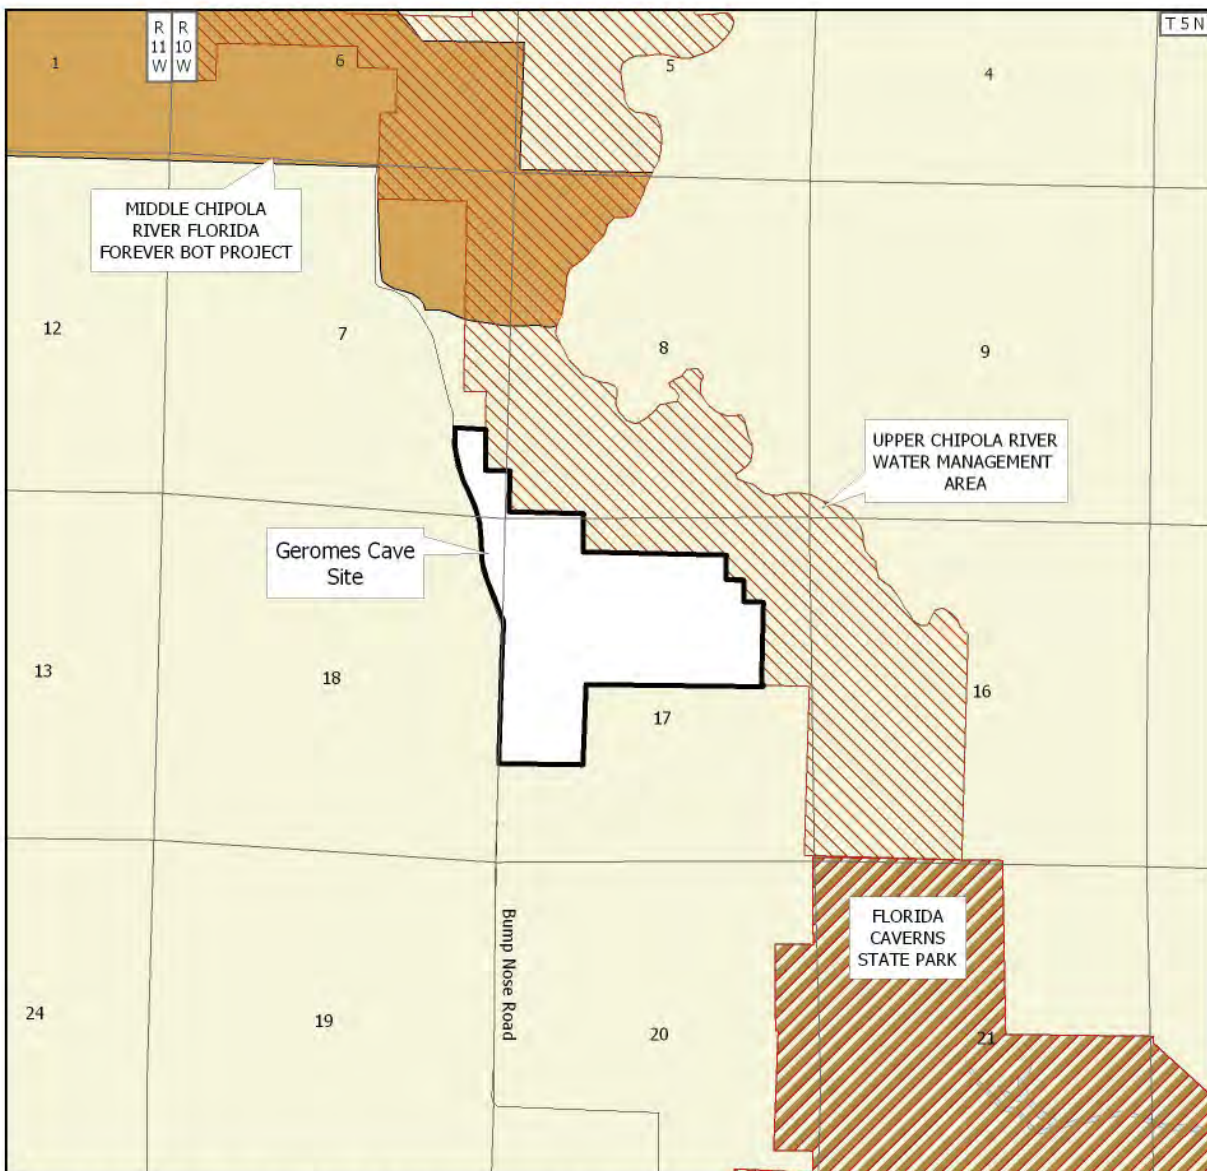 R
11
W
R
10
W
T 5 N
1
6
5
4
MIDDLE CHIPOLA
RIVER FLORIDA
FOREVER BOT PROJECT
12
7
8
9
UPPER CHIPOLA RIVER
WATER MANAGEMENT
AREA
Geromes Cave
Site
13
18
17
16
Bump Nose Road
FLORIDA
CAVERNS
STATE PARK
24
19
20
21